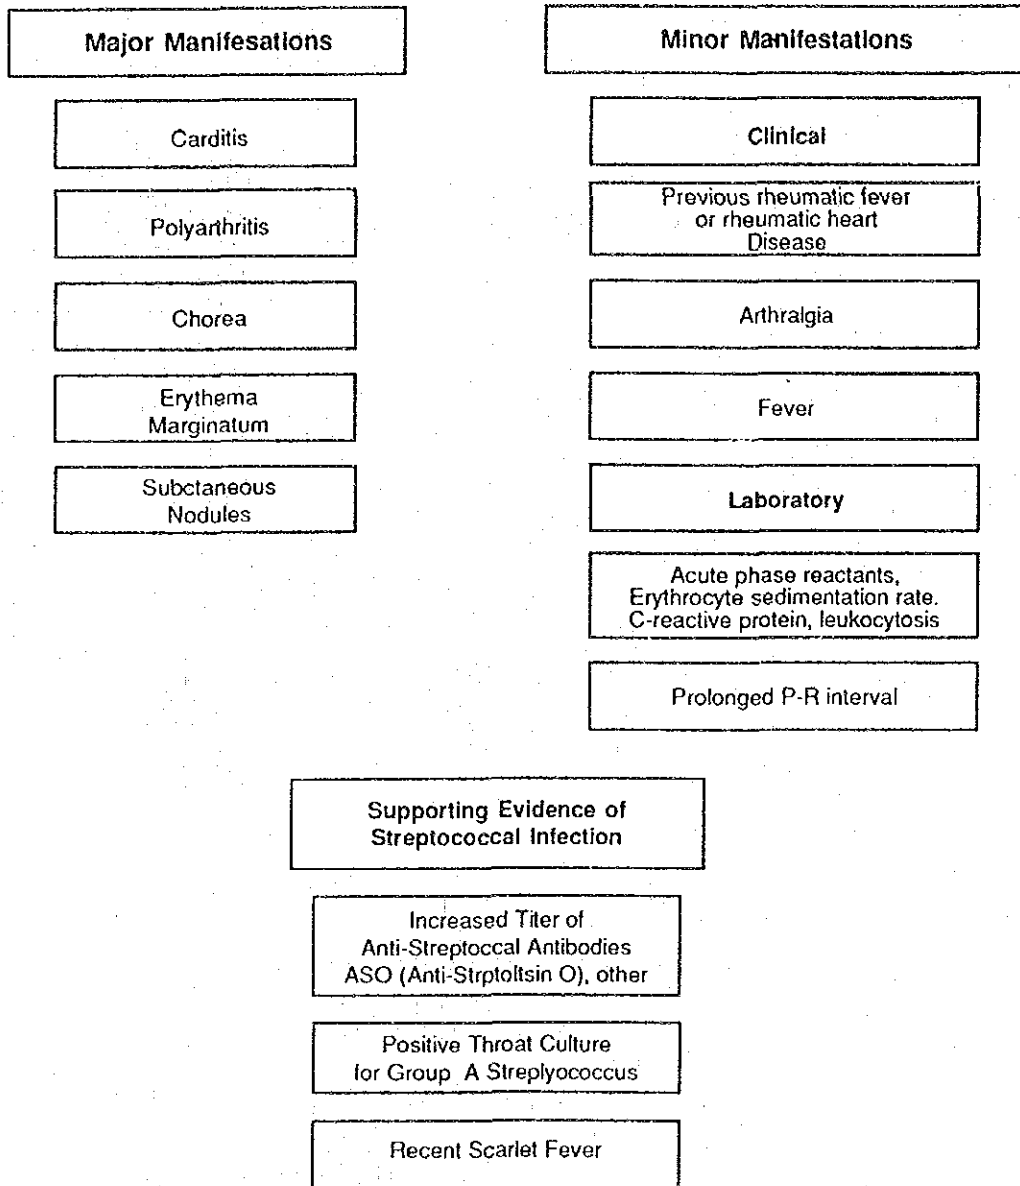 Major Manifesations
Carditis
Polyarthritis
Chorea
Erythema
Marginatum
Subctaneous
Nodules
Minor Manifestations
Clinical
Previous rheumatic fever
or rheumatic heart
Disease
Arthralgia
Fever
Laboratory
Acute phase reactants,
Erythrocyte sedimentation rate.
C-reactive protein, leukocytosis
Prolonged P-R interval
Supporting Evidence of
Streptococcal Infection
Increased Titer of
Anti-Streptoccal Antibodies
ASO (Anti-Strptoltsin O), other
Positive Throat Culture
for Group A Streplyococcus
Recent Scarlet Fever